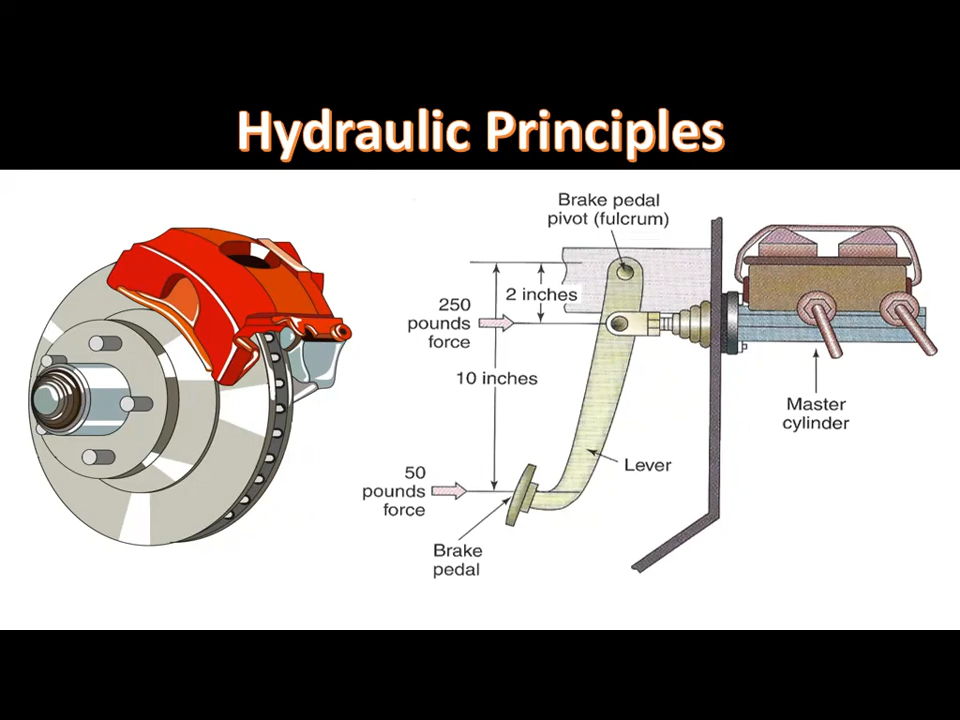 Hydraulic Principles
Brake pedal
pivot (fulcrum)
2 inches
250
pounds
force
10 inches
Master
cylinder
Lever
50
pounds
force
Brake
pedal